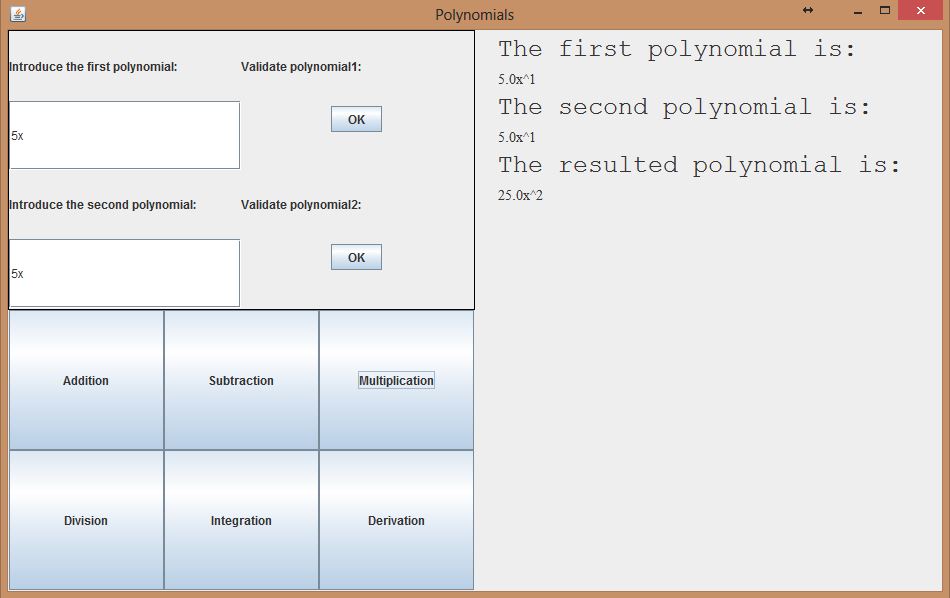 Polynomials
Introduce the first polynomial:
Validate polynomial1:
5x
OK
Introduce the second polynomial:
Validate polynomial2:
5x
OK
Addition
Subtraction
Multiplication
Division
Integration
Derivation
The first polynomial is:
5.0x^1
The second polynomial is:
5.0x^1
The resulted polynomial is:
25.0x^2